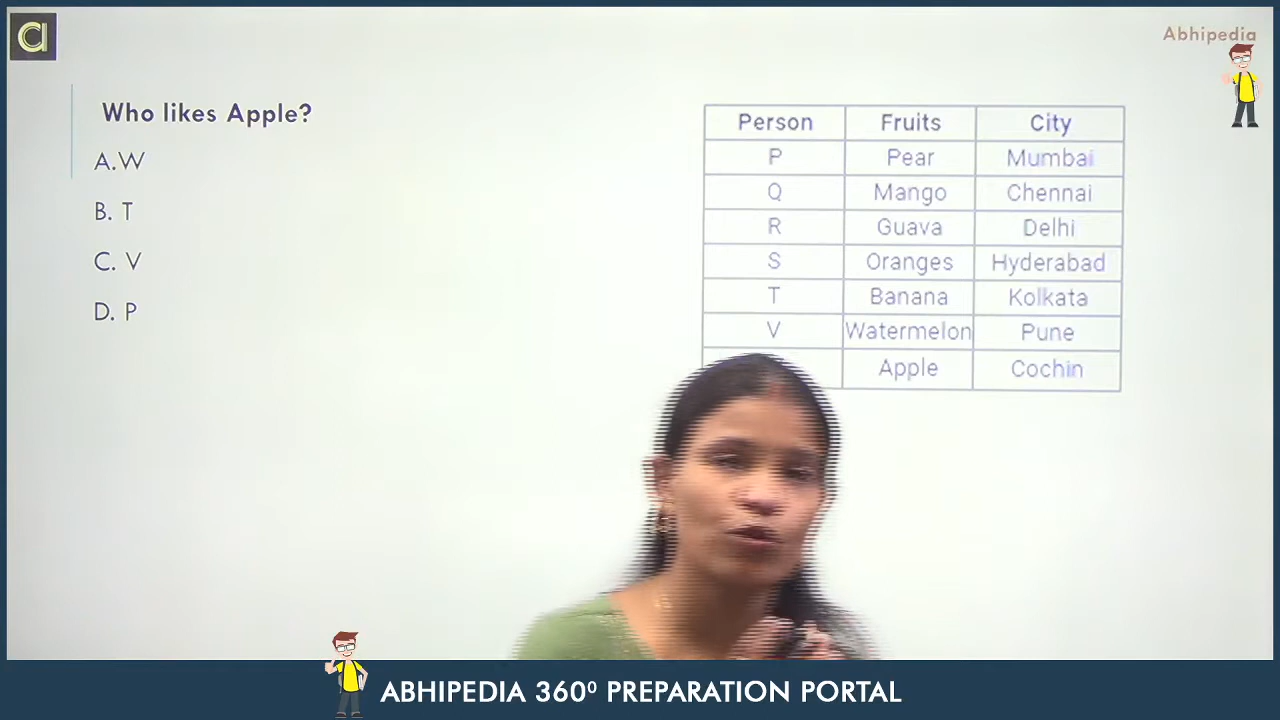 Abhipedia
Who likes Apple?
A.W
B. T
C. V
D. P
Person Fruits City
P Pear Mumbai
Q Mango Chennai
R Guava Delhi
S Oranges Hyderabad
T Banana Kolkata
V Watermelon Pune
Apple Cochin
ABHIPEDIA 360⁰ PREPARATION PORTAL